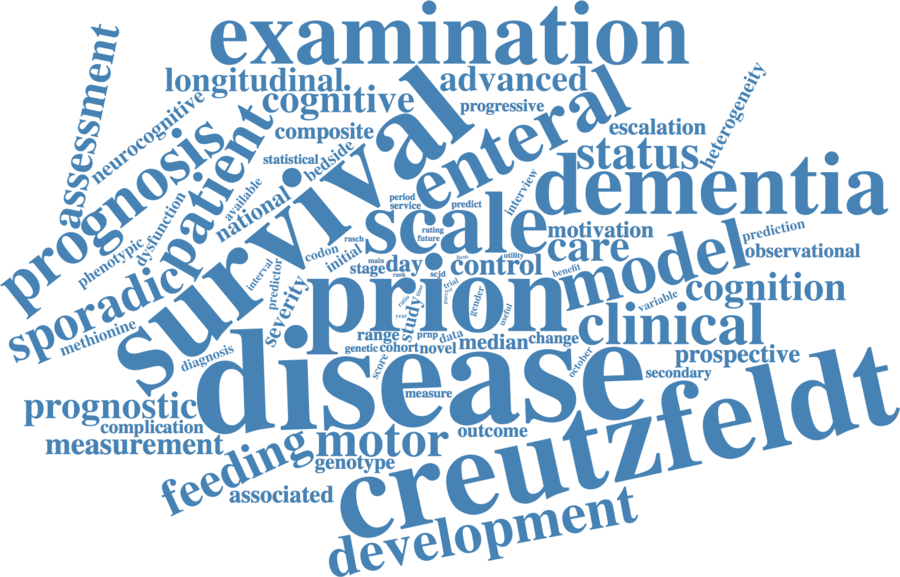 examination
assessment
longitudinal
advanced
cognitive
progressive
neurocognitive
composite
escalation
heterogeneity
prognosis
patient
survival
enteral
statistical
bedside
status
available
national
interview
dementia
dysfunction
phenotypic
period
service
predict
scale
rating
future
motivation
care
prediction
observational
codon
rasch
initial
interval
predictor
severity
main
stage
day
rank
scjd
item
control
utility
benefit
model
cognition
variable
sporadic
methionine
prion
trial
ratio
time
year
study
gender
useful
clinical
range
prnp
data
median
change
diagnosis
genetic
cohort
novel
disease
score
october
prospective
secondary
measure
prognostic
complication
measurement
feeding
motor
outcome
genotype
associated
creutzfeldt
development